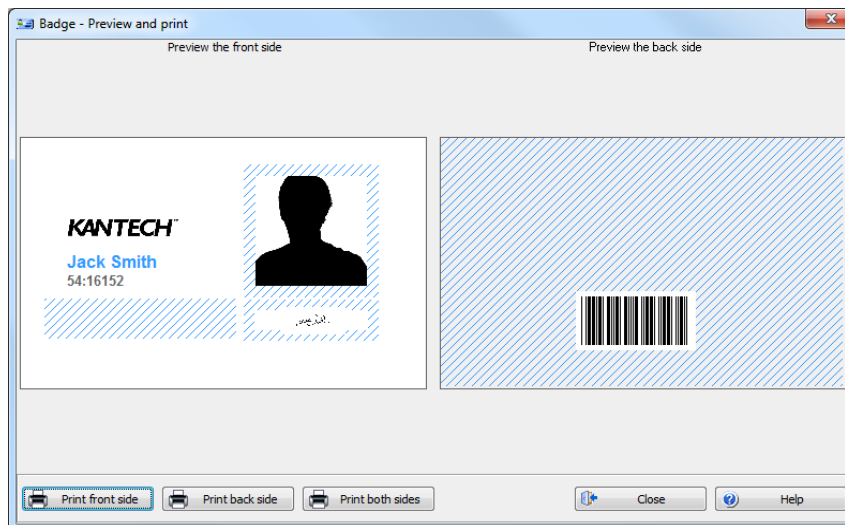 Badge - Preview and print
Preview the front side
Preview the back side
KANTECH™
Jack Smith
54:16152
Print front side
Print back side
Print both sides
Close
Help